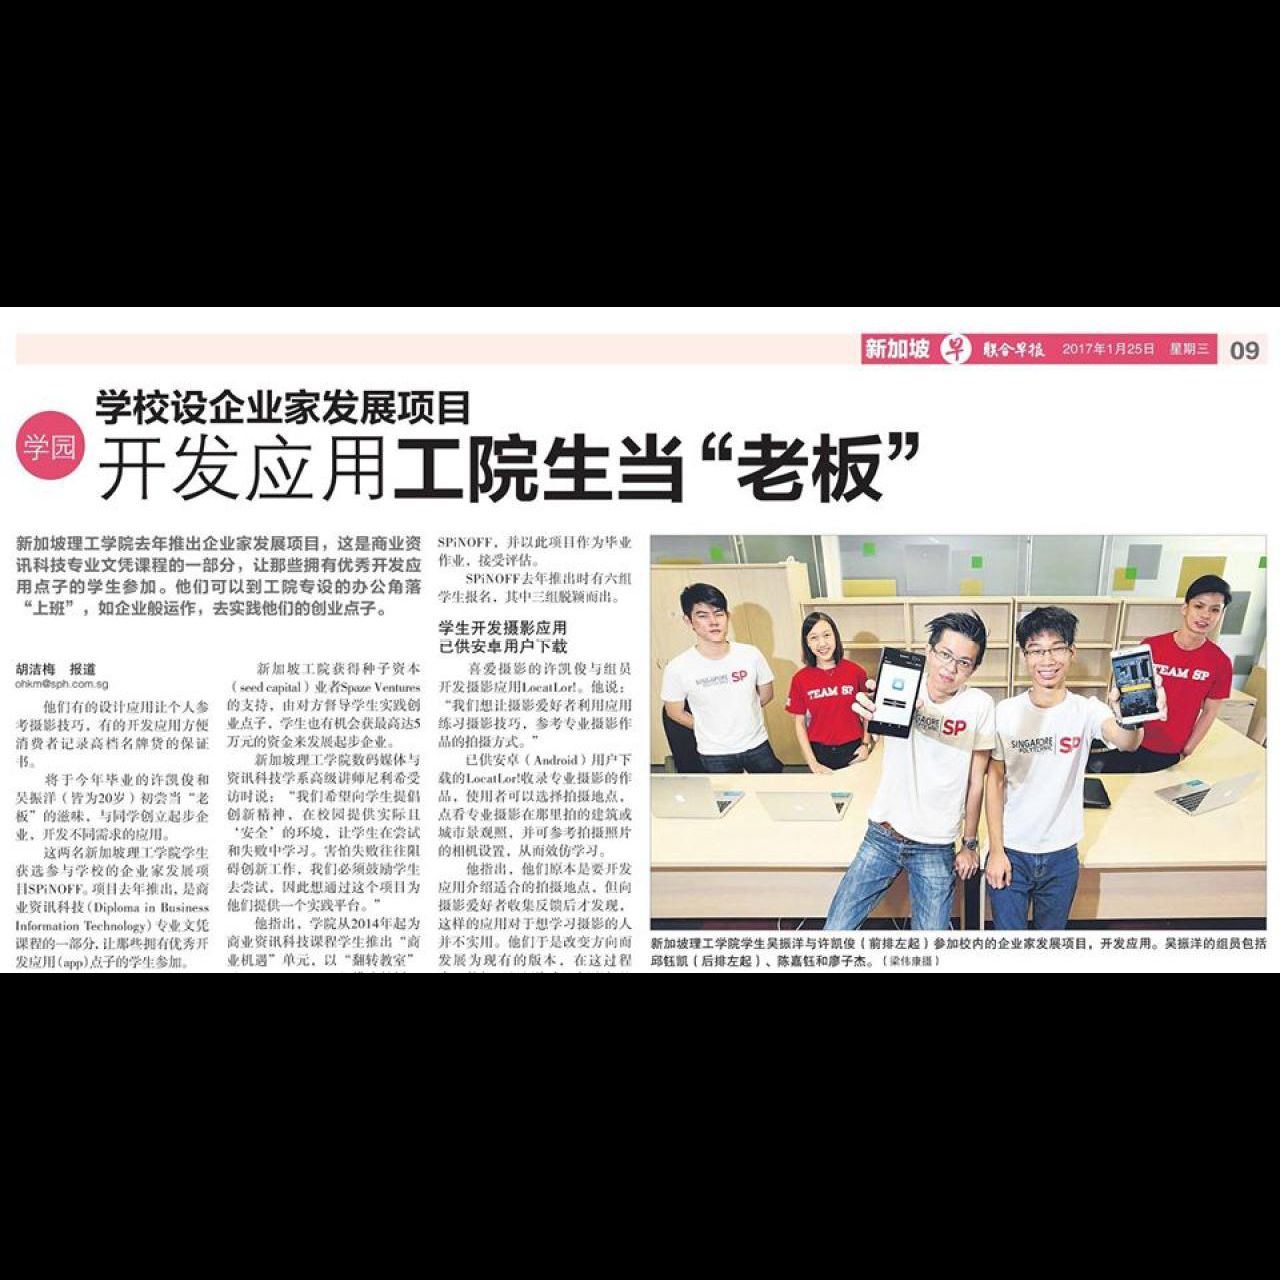 新加坡 早 联合早报 2017年1月25日 星期三 09
学校设企业家发展项目
学园
开发应用工院生当“老板”
新加坡理工学院去年推出企业家发展项目，这是商业资
讯科技专业文凭课程的一部分，让那些拥有优秀开发应
用点子的学生参加。他们可以到工院专设的办公角落
“上班”，如企业般运作，去实践他们的创业点子。
胡洁梅 报道
ohkm@sph.com.sg
他们有的设计应用让个人参
考摄影技巧，有的开发应用方便
消费者记录高档名牌货的保证
书。
将于今年毕业的许凯俊和
吴振洋（皆为20岁）初尝当“老
板”的滋味，与同学创立起步企
业，开发不同需求的应用。
这两名新加坡理工学院学生
获选参与学校的企业家发展项
目SPiNOFF。项目去年推出，是商
业资讯科技（Diploma in Business
Information Technology）专业文凭
课程的一部分，让那些拥有优秀开
发应用(app)点子的学生参加。
新加坡工院获得种子资本
（seed capital）业者Spaze Ventures
的支持，由对方督导学生实践创
业点子，学生也有机会获最高达5
万元的资金来发展起步企业。
新加坡理工学院数码媒体与
资讯科技学系高级讲师尼利希受
访时说：“我们希望向学生提倡
创新精神，在校园提供实际且
‘安全’的环境，让学生在尝试
和失败中学习。害怕失败往往阻
碍创新工作，我们必须鼓励学生
去尝试，因此想通过这个项目为
他们提供一个实践平台。”
他指出，学院从2014年起为
商业资讯科技课程学生推出“商
业机遇”单元，以“翻转教室”
SPiNOFF，并以此项目作为毕业
作业，接受评估。
SPiNOFF去年推出时有六组
学生报名，其中三组脱颖而出。
学生开发摄影应用
已供安卓用户下载
喜爱摄影的许凯俊与组员
开发摄影应用LocatLor!。他说：
“我们想让摄影爱好者利用应用
练习摄影技巧，参考专业摄影作
品的拍摄方式。”
已供安卓（Android）用户下
载的LocatLor!收录专业摄影的作
品，使用者可以选择拍摄地点，
点看专业摄影在那里拍的建筑或
城市景观照，并可参考拍摄照片
的相机设置，从而效仿学习。
他指出，他们原本是要开发
应用介绍适合的拍摄地点，但向
摄影爱好者收集反馈后才发现，
这样的应用对于想学习摄影的人
并不实用。他们于是改变方向而
发展为现有的版本，在这过程
SINGAPORE POLYTECHNIC SP
TEAM SP
SP
SINGAPORE POLYTECHNIC SP
TEAM SP
新加坡理工学院学生吴振洋与许凯俊（前排左起）参加校内的企业家发展项目，开发应用。吴振洋的组员包括
邱钰凯（后排左起）、陈嘉钰和廖子杰。（梁伟康摄）